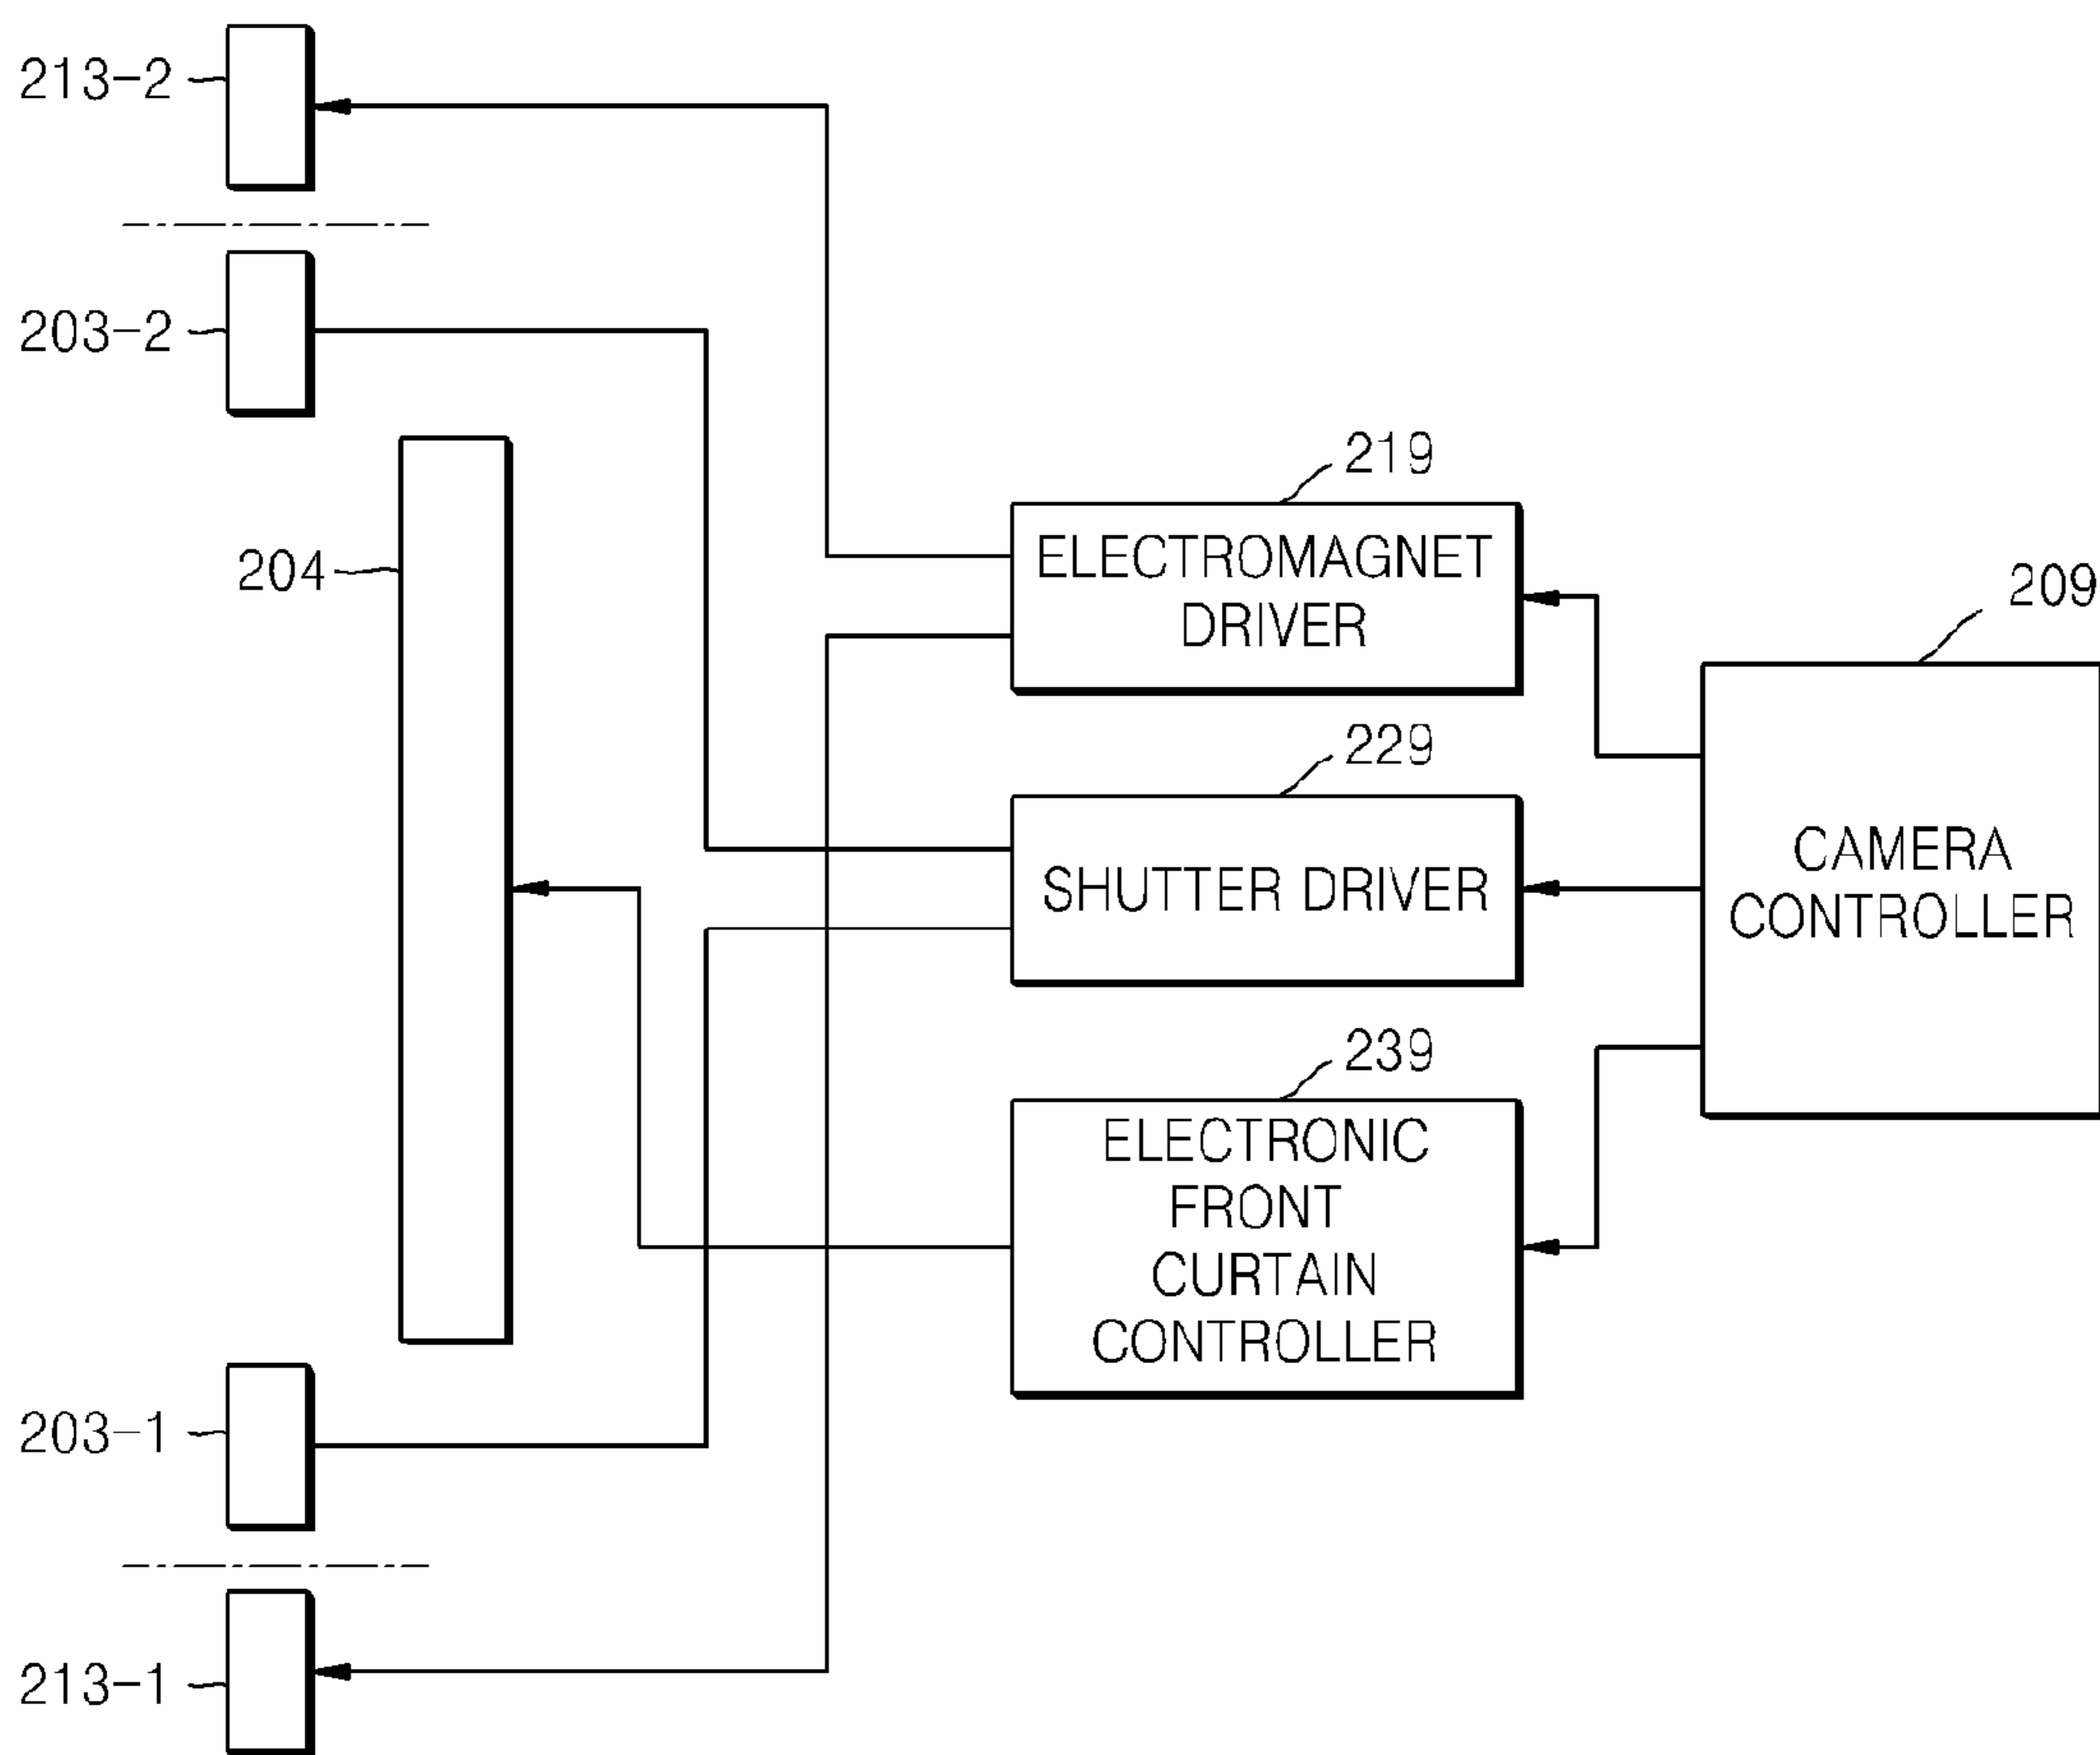 213-2
203-2
219
ELECTROMAGNET
DRIVER
204
209
229
SHUTTER DRIVER
CAMERA
CONTROLLER
239
ELECTRONIC
FRONT
CURTAIN
CONTROLLER
203-1
213-1